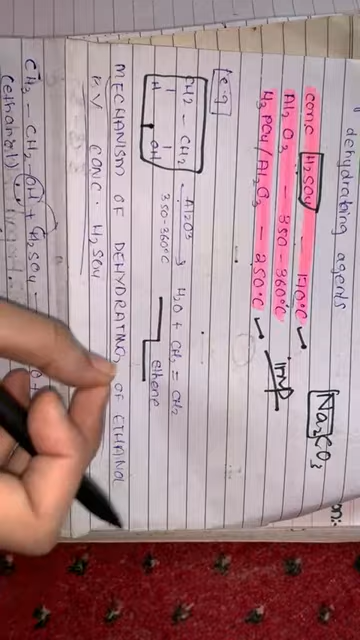 dehydrating agents
conc H₂SO₄ 170°C ✓
Al₂O₃ - 350 - 360°C imp
H₃PO₄/Al₂O₃ - 250°C ✓
Na₂CO₃
on:
e.g
CH₂ - CH₂ Al₂O₃ H₂O + CH₂ = CH₂
H OH 350-360°C ethene
MECHANISM OF DEHYDRATING OF ETHANOL
BY CONC. H₂SO₄
CH₃ - CH₂ - OH + H₂SO₄ -
(ethanol)